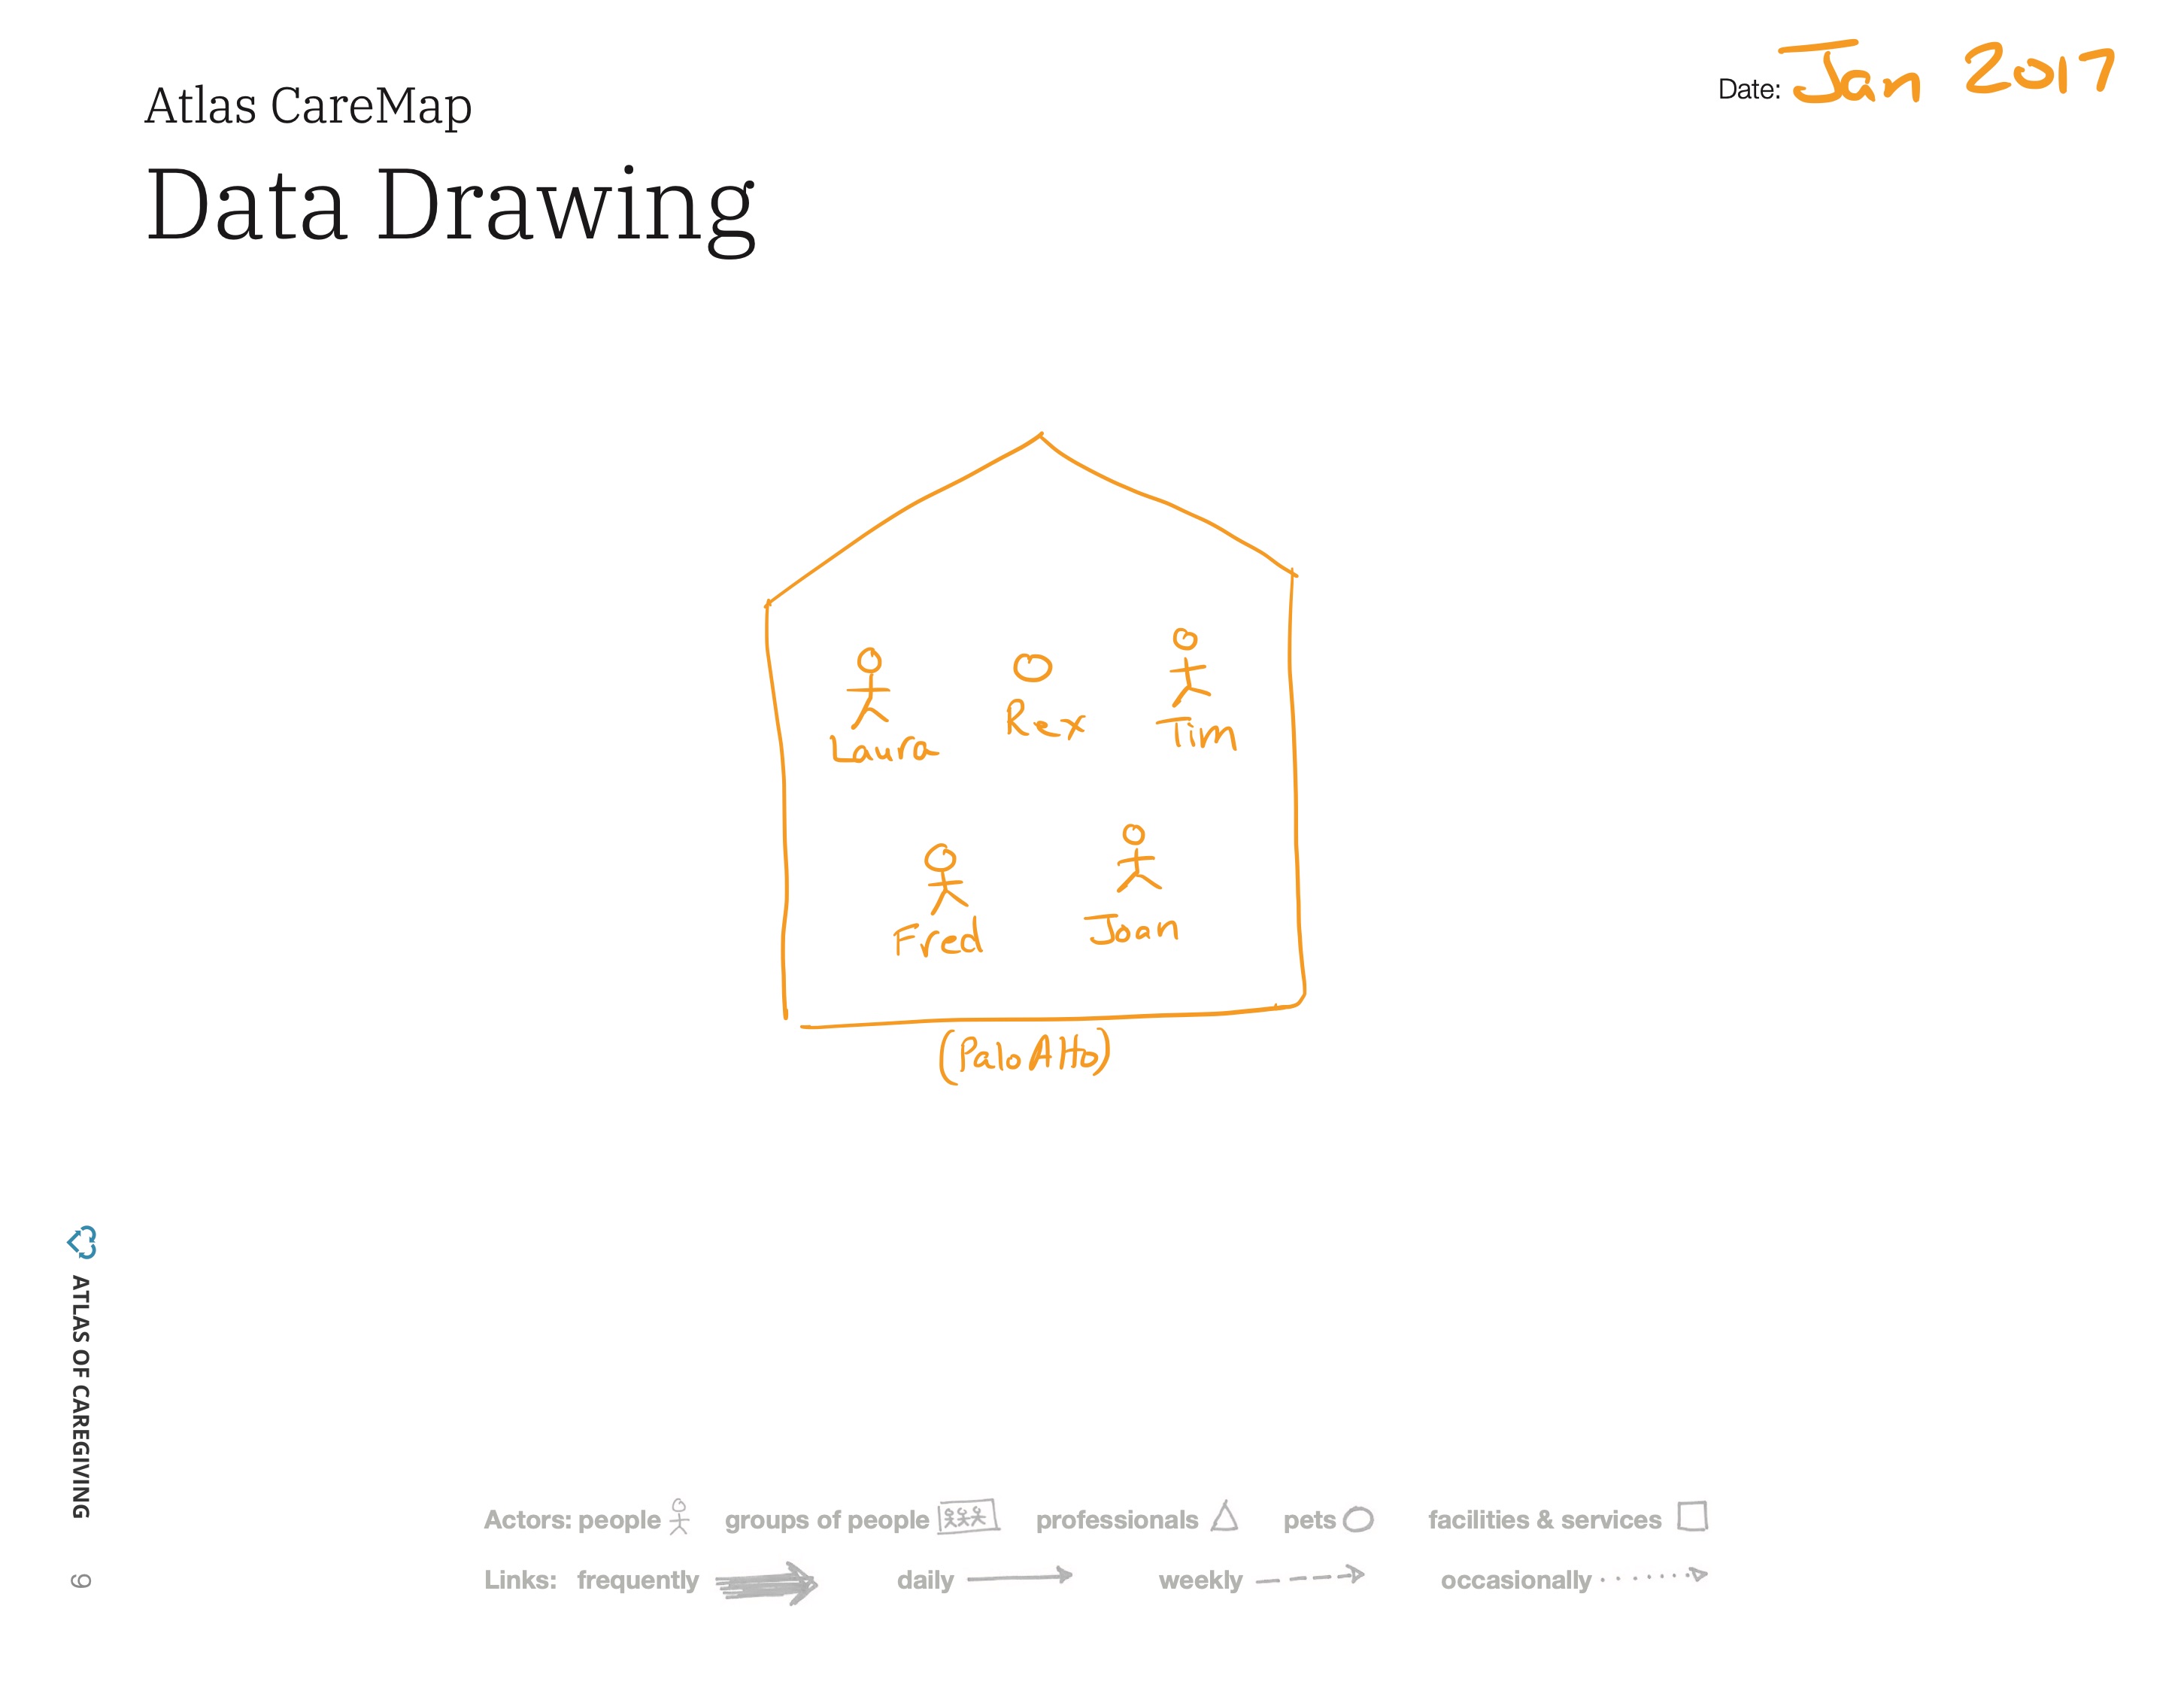 Atlas CareMap
Date: Jan 2017
Data Drawing
Laura
Rex
Tim
Fred
Joan
(Palo Alto)
Actors: people groups of people professionals pets facilities & services
Links: frequently daily weekly occasionally
ATLAS OF CAREGIVING
9